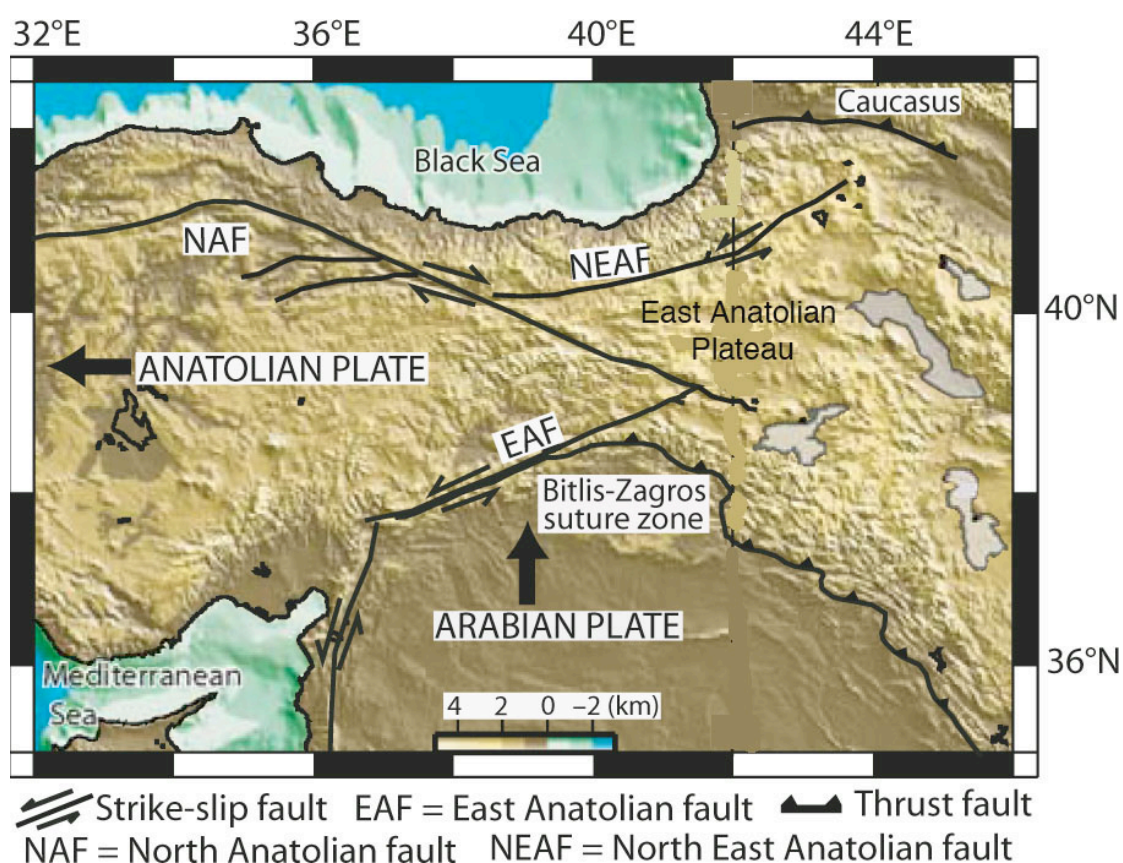 32°E 36°E 40°E 44°E
Caucasus
Black Sea
NAF
NEAF
40°N
East Anatolian
Plateau
ANATOLIAN PLATE
EAF
Bitlis-Zagros
suture zone
ARABIAN PLATE
36°N
Mediterranean
Sea
4 2 0 –2 (km)
Strike-slip fault EAF = East Anatolian fault Thrust fault
NAF = North Anatolian fault NEAF = North East Anatolian fault